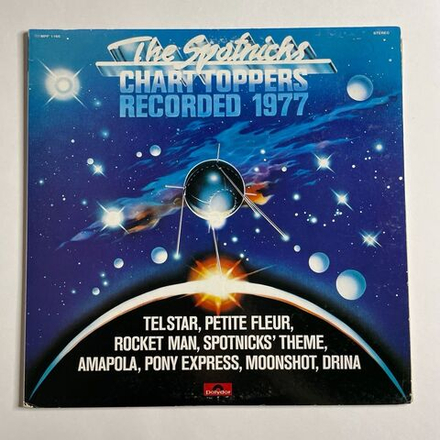 STEREO
The Spotnicks
CHART TOPPERS
RECORDED 1977
TELSTAR, PETITE FLEUR,
ROCKET MAN, SPOTNICKS' THEME,
AMAPOLA, PONY EXPRESS, MOONSHOT, DRINA
Polydor